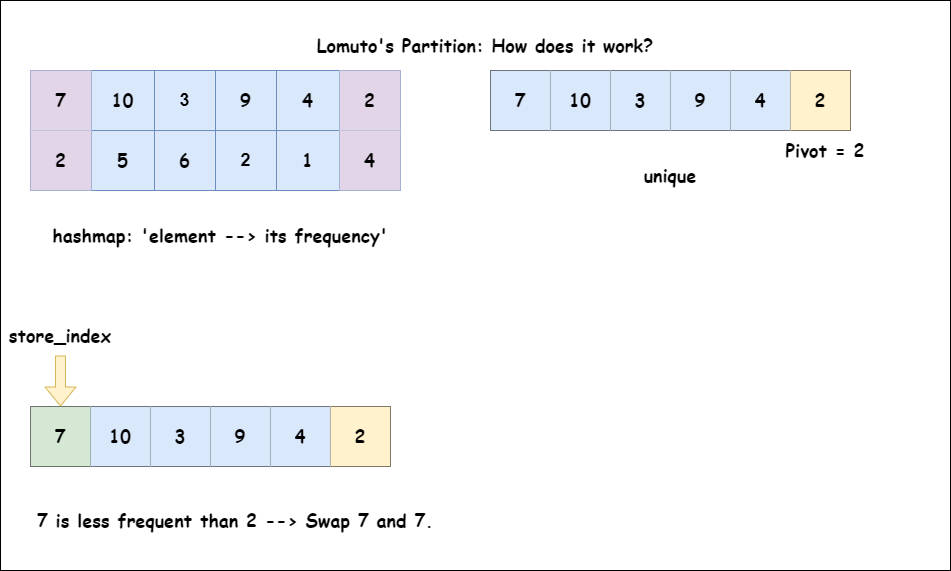 Lomuto's Partition: How does it work?
7 10 3 9 4 2
2 5 6 2 1 4
hashmap: 'element --> its frequency'
7 10 3 9 4 2
Pivot = 2
unique
store_index
7 10 3 9 4 2
7 is less frequent than 2 --> Swap 7 and 7.